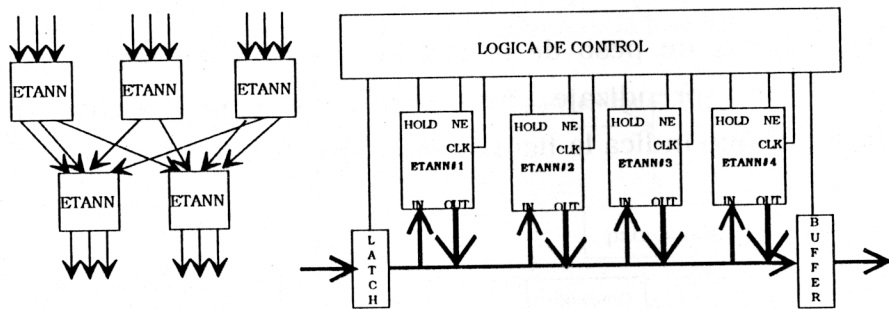 ETANN
ETANN
ETANN
ETANN
ETANN
LOGICA DE CONTROL
HOLD NE
CLK
ETANN#1
IN OUT
HOLD NE
CLK
ETANN#2
IN OUT
HOLD NE
CLK
ETANN#3
IN OUT
HOLD NE
CLK
ETANN#4
IN OUT
LATCH
BUFFER